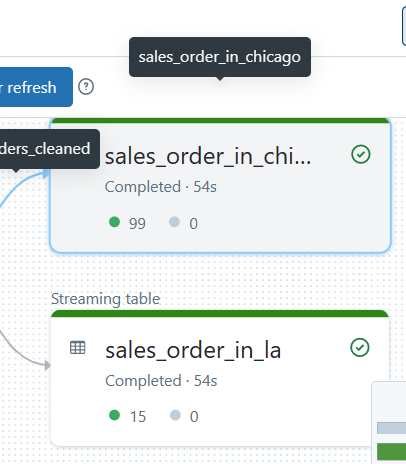 sales_order_in_chicago
r refresh
ders_cleaned
sales_order_in_chi...
Completed · 54s
99 0
Streaming table
sales_order_in_la
Completed · 54s
15 0